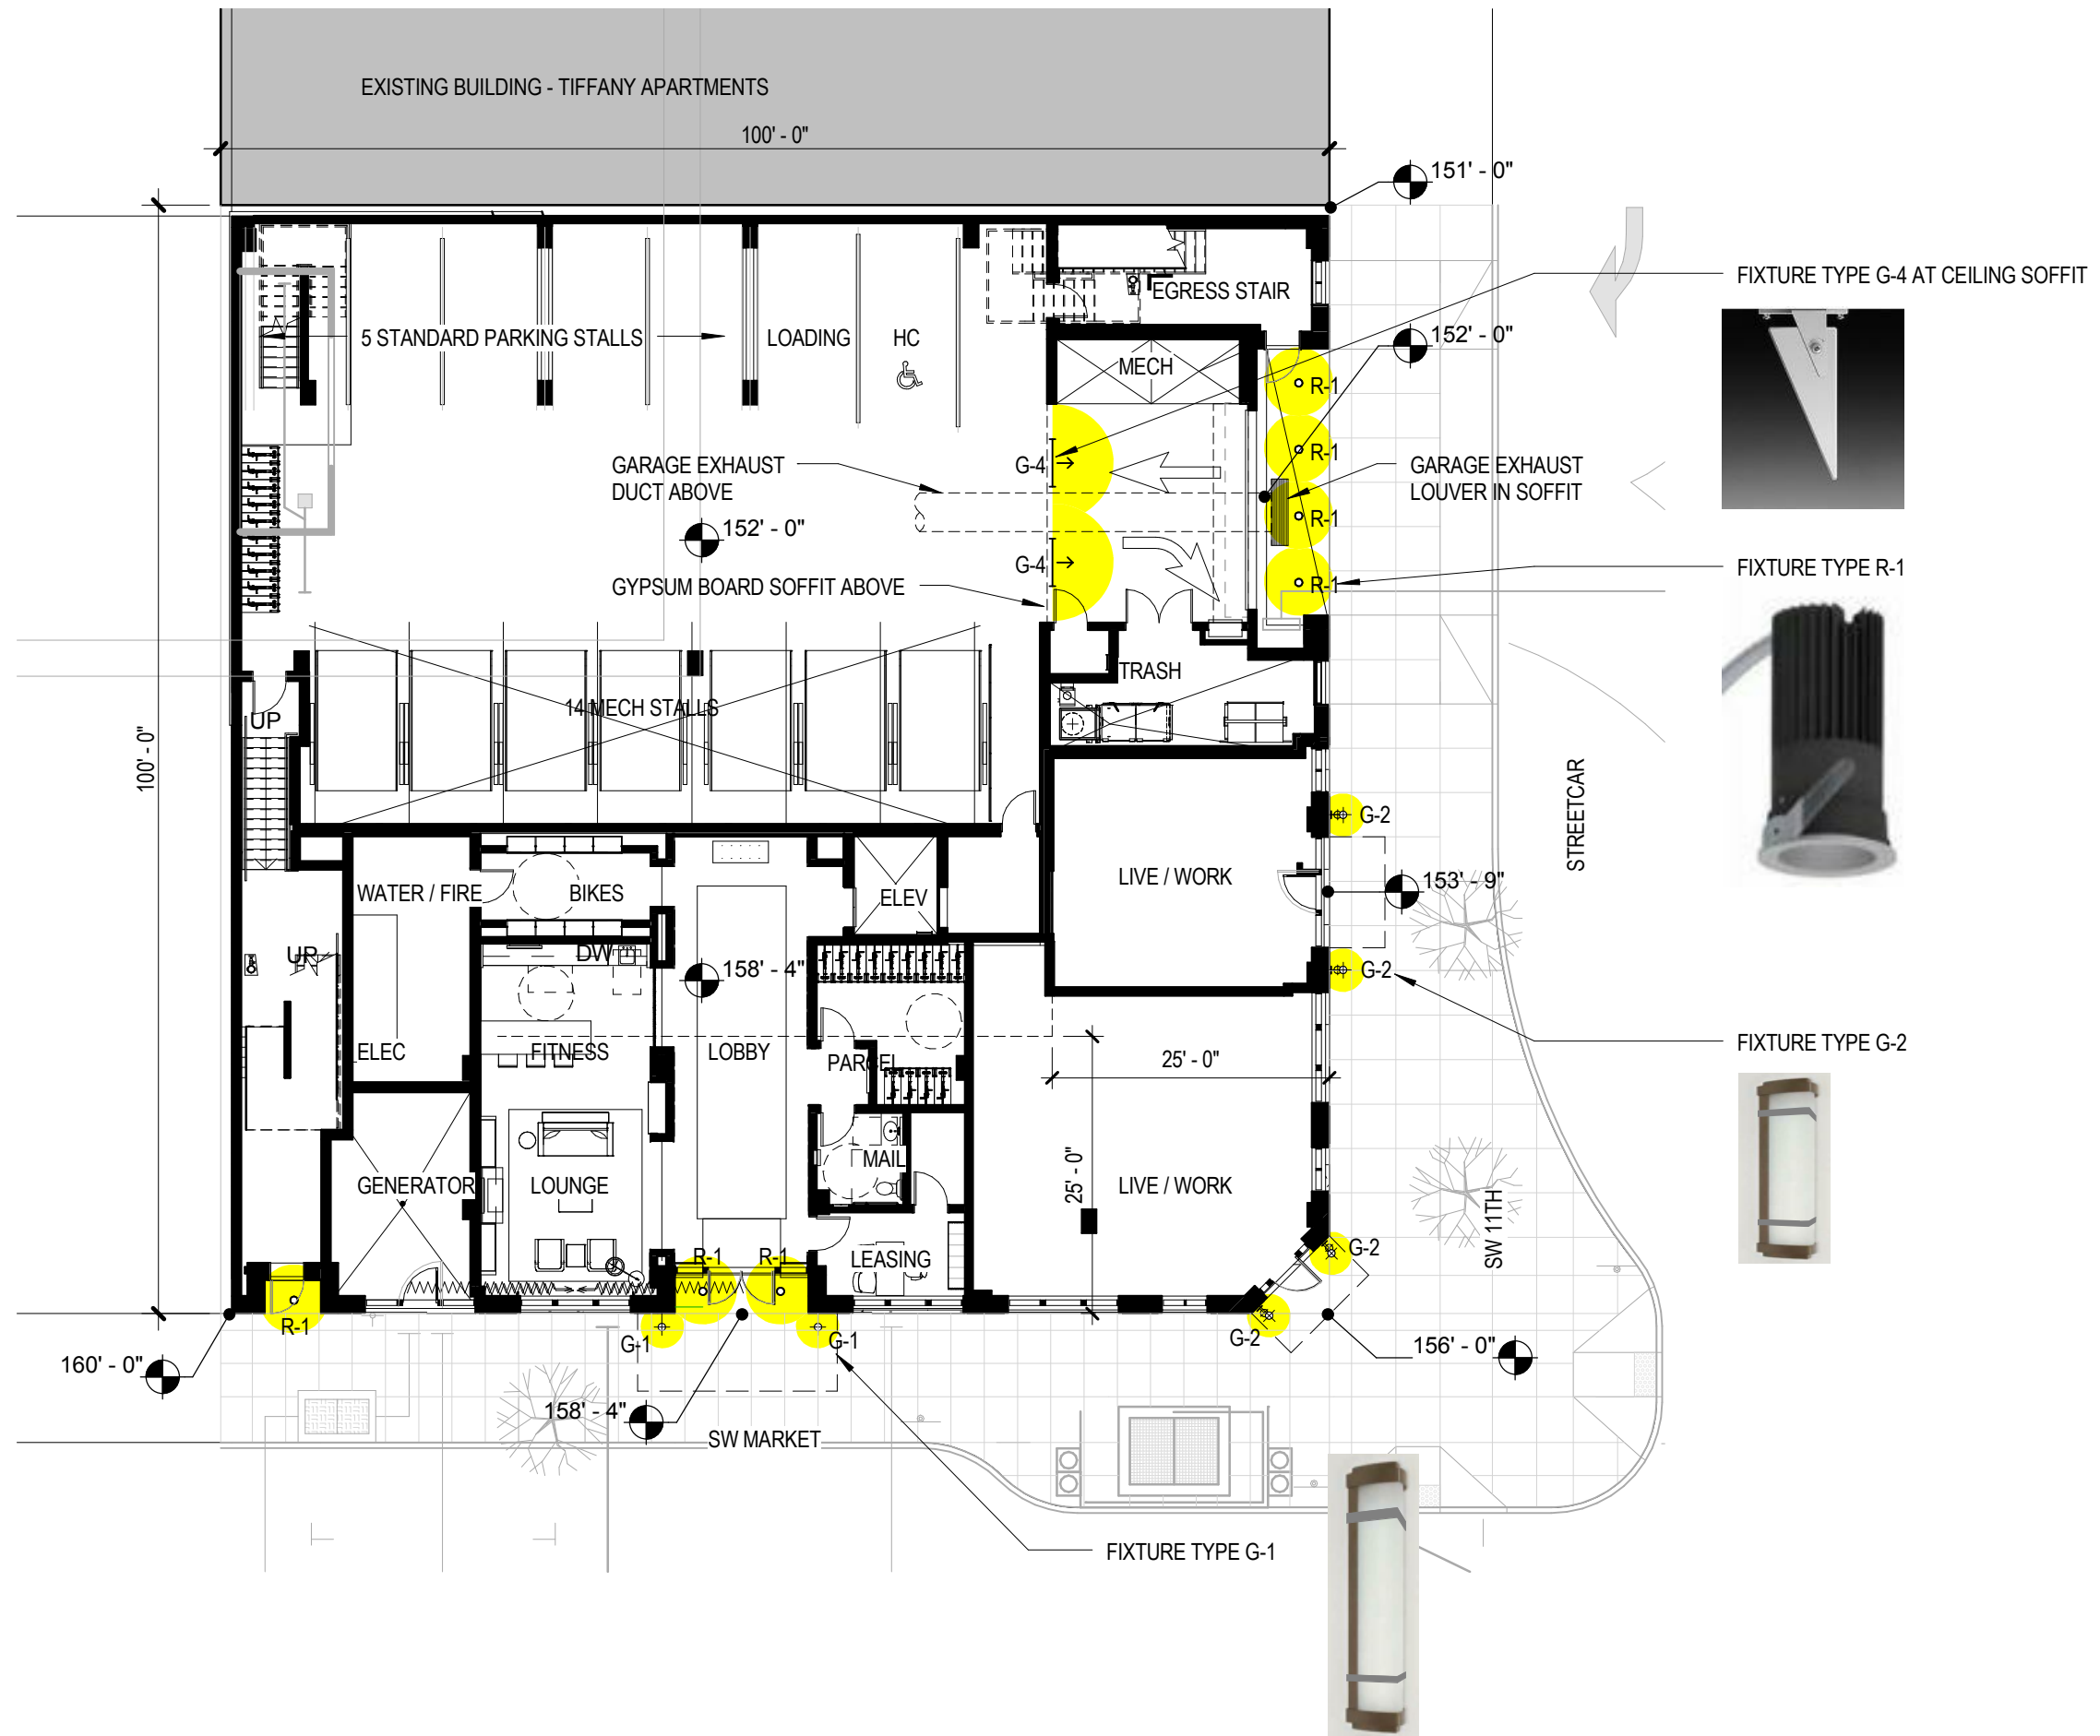 EXISTING BUILDING - TIFFANY APARTMENTS
100' - 0"
151' - 0"
FIXTURE TYPE G-4 AT CEILING SOFFIT
EGRESS STAIR
152' - 0"
5 STANDARD PARKING STALLS
LOADING
HC
MECH
R-1
R-1
GARAGE EXHAUST
DUCT ABOVE
G-4
GARAGE EXHAUST
LOUVER IN SOFFIT
R-1
152' - 0"
G-4
GYPSUM BOARD SOFFIT ABOVE
R-1
FIXTURE TYPE R-1
TRASH
14 MECH STALLS
UP
100' - 0"
STREETCAR
G-2
WATER / FIRE
BIKES
ELEV
LIVE / WORK
153' - 9"
UP
DW
158' - 4"
G-2
ELEC
FITNESS
LOBBY
PARCEL
25' - 0"
FIXTURE TYPE G-2
GENERATOR
LOUNGE
MAIL
25' - 0"
LIVE / WORK
SW 11TH
R-1
R-1
LEASING
G-2
R-1
G-1
G-1
G-2
160' - 0"
156' - 0"
158' - 4"
SW MARKET
FIXTURE TYPE G-1